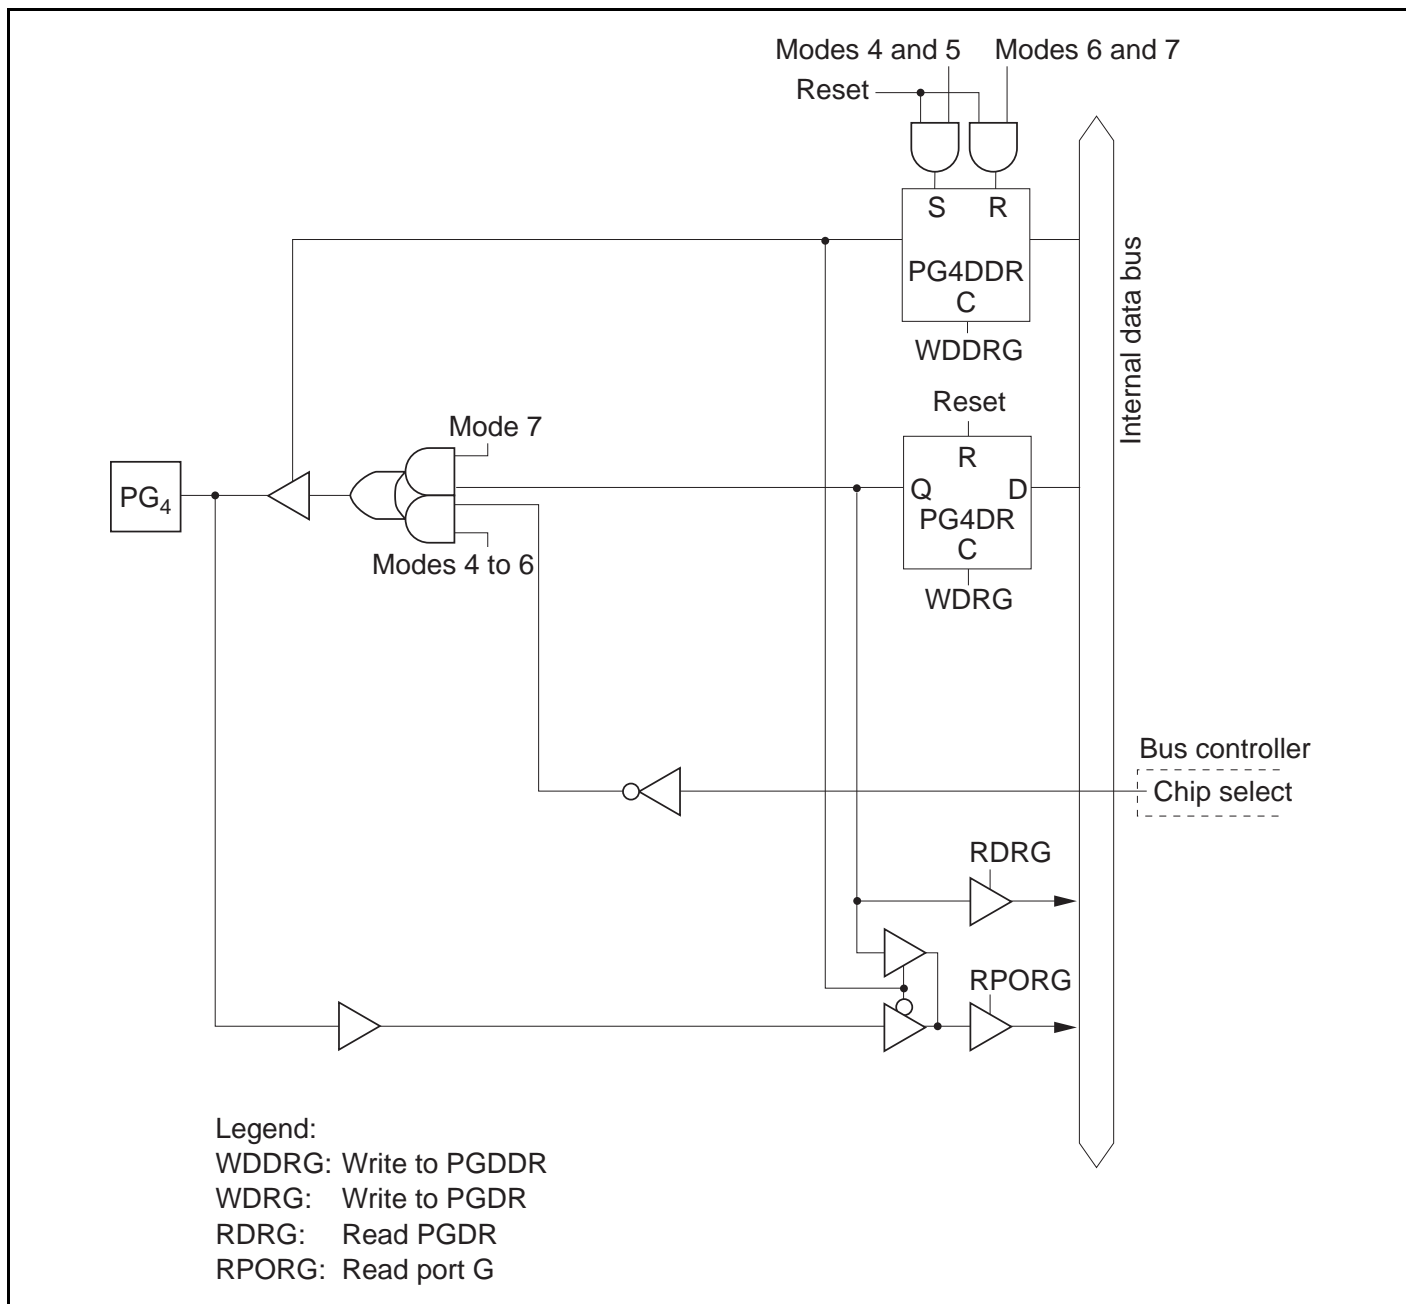 Modes 4 and 5
Modes 6 and 7
Reset
S R
PG4DDR
C
WDDRG
Internal data bus
Reset
R
Mode 7
Q D
PG4
PG4DR
C
Modes 4 to 6
WDRG
Bus controller
Chip select
RDRG
RPORG
Legend:
WDDRG: Write to PGDDR
WDRG: Write to PGDR
RDRG: Read PGDR
RPORG: Read port G